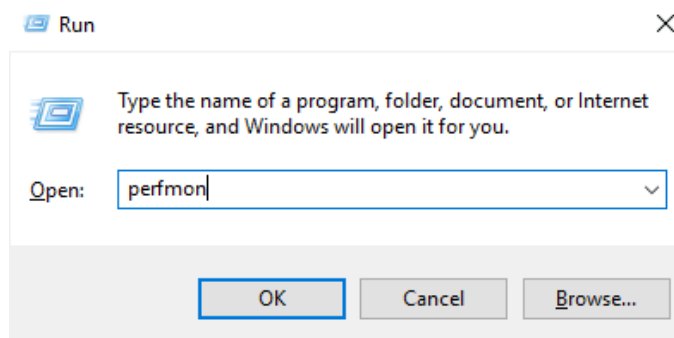 Run
Type the name of a program, folder, document, or Internet
resource, and Windows will open it for you.
Open: perfmon
OK Cancel Browse...